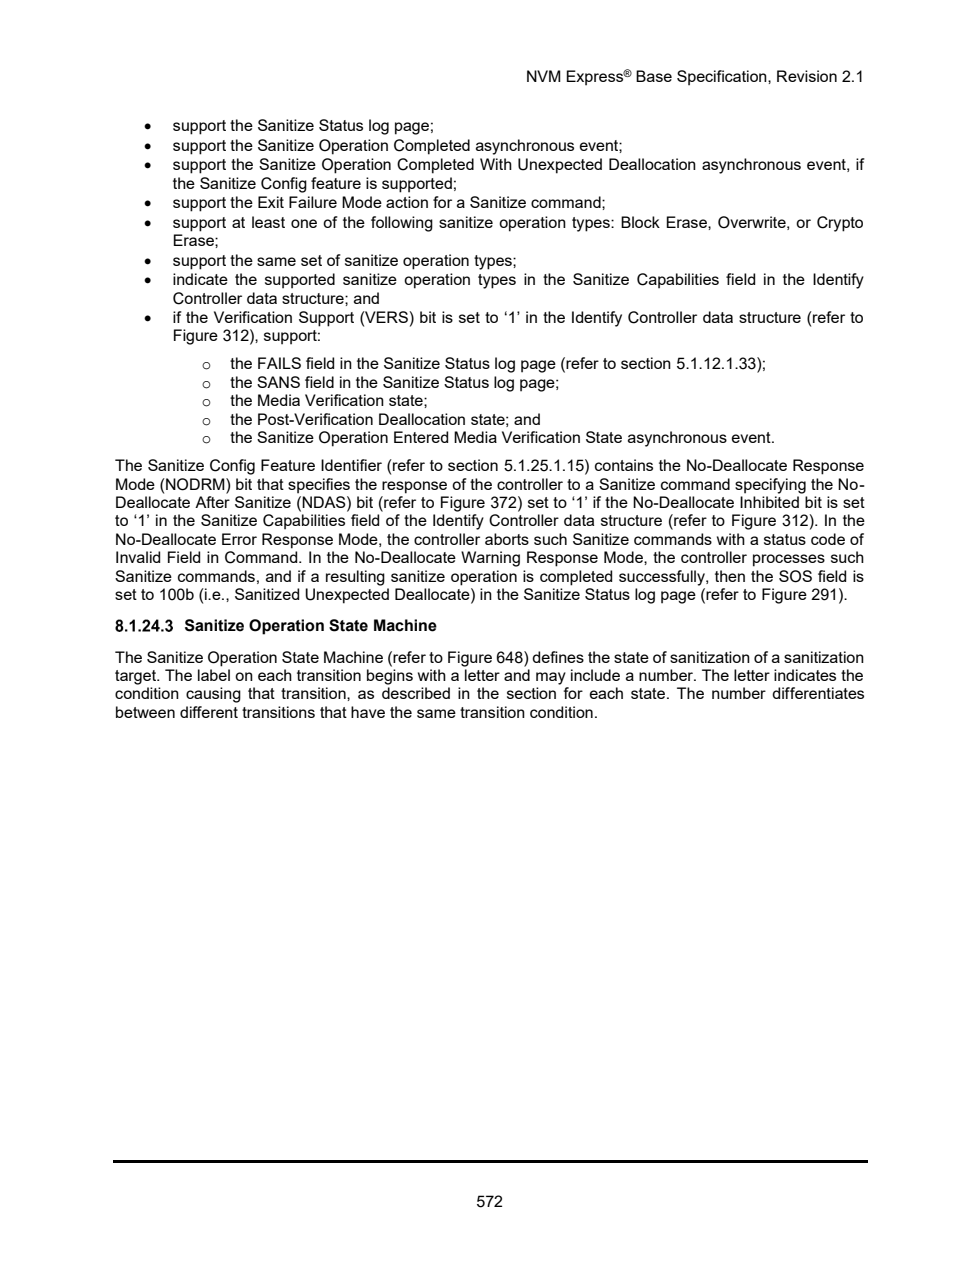 NVM Express® Base Specification, Revision 2.1
• support the Sanitize Status log page;
• support the Sanitize Operation Completed asynchronous event;
• support the Sanitize Operation Completed With Unexpected Deallocation asynchronous event, if
the Sanitize Config feature is supported;
• support the Exit Failure Mode action for a Sanitize command;
• support at least one of the following sanitize operation types: Block Erase, Overwrite, or Crypto
Erase;
• support the same set of sanitize operation types;
• indicate the supported sanitize operation types in the Sanitize Capabilities field in the Identify
Controller data structure; and
• if the Verification Support (VERS) bit is set to ‘1’ in the Identify Controller data structure (refer to
Figure 312), support:
o the FAILS field in the Sanitize Status log page (refer to section 5.1.12.1.33);
o the SANS field in the Sanitize Status log page;
o the Media Verification state;
o the Post-Verification Deallocation state; and
o the Sanitize Operation Entered Media Verification State asynchronous event.
The Sanitize Config Feature Identifier (refer to section 5.1.25.1.15) contains the No-Deallocate Response
Mode (NODRM) bit that specifies the response of the controller to a Sanitize command specifying the No-
Deallocate After Sanitize (NDAS) bit (refer to Figure 372) set to ‘1’ if the No-Deallocate Inhibited bit is set
to ‘1’ in the Sanitize Capabilities field of the Identify Controller data structure (refer to Figure 312). In the
No-Deallocate Error Response Mode, the controller aborts such Sanitize commands with a status code of
Invalid Field in Command. In the No-Deallocate Warning Response Mode, the controller processes such
Sanitize commands, and if a resulting sanitize operation is completed successfully, then the SOS field is
set to 100b (i.e., Sanitized Unexpected Deallocate) in the Sanitize Status log page (refer to Figure 291).
8.1.24.3 Sanitize Operation State Machine
The Sanitize Operation State Machine (refer to Figure 648) defines the state of sanitization of a sanitization
target. The label on each transition begins with a letter and may include a number. The letter indicates the
condition causing that transition, as described in the section for each state. The number differentiates
between different transitions that have the same transition condition.
572